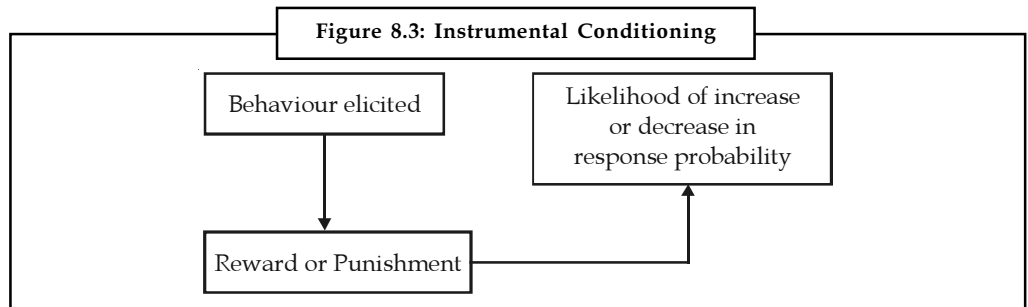 Figure 8.3: Instrumental Conditioning
Behaviour elicited
Likelihood of increase
or decrease in
response probability
Reward or Punishment